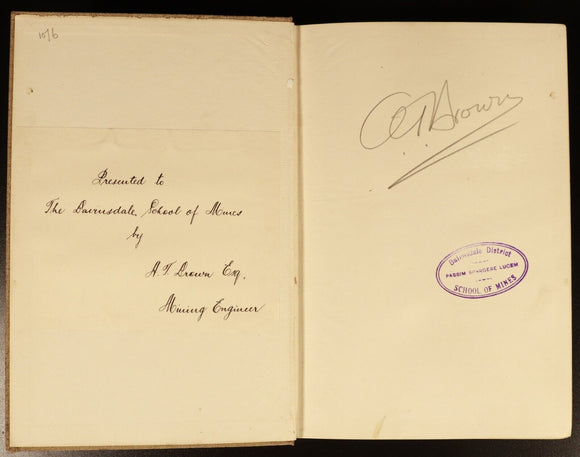 10/6
Presented to
The Bairnsdale School of Mines
by
A. T. Brown Esq.
Mining Engineer
A.T. Brown
Bairnsdale District
PASSIM SPARGERE LUCEM
SCHOOL OF MINES